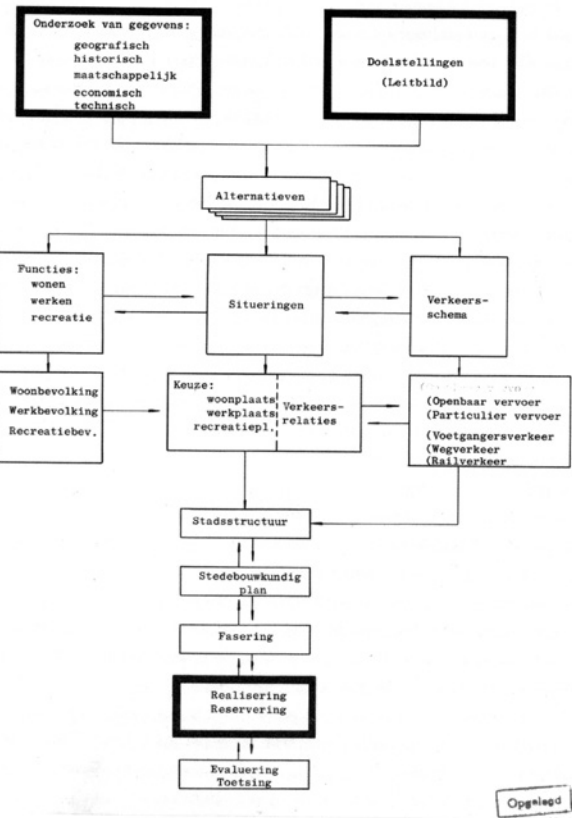 Onderzoek van gegevens:
geografisch
historisch
maatschappelijk
economisch
technisch
Doelstellingen
(Leitbild)
Alternatieven
Functies:
wonen
werken
recreatie
Situeringen
Verkeers-
schema
Woonbevolking
Werkbevolking
Recreatiebev.
Keuze:
woonplaats
werkplaats
recreatiepl.
Verkeers-
relaties
(Openbaar vervoer
(Particulier vervoer
(Voetgangersverkeer
(Wegverkeer
(Railverkeer
Stadsstructuur
Stedebouwkundig
plan
Fasering
Realisering
Reservering
Evaluering
Toetsing
Opgelegd